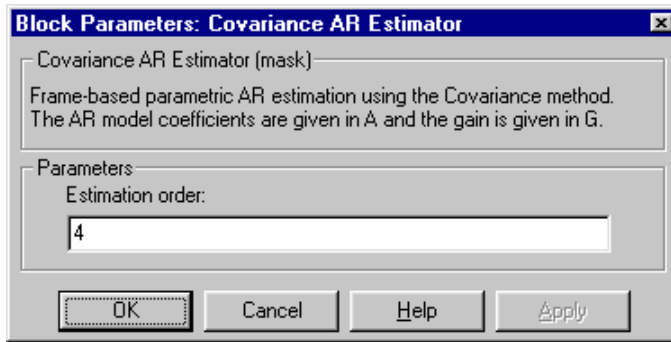 Block Parameters: Covariance AR Estimator
Covariance AR Estimator (mask)
Frame-based parametric AR estimation using the Covariance method.
The AR model coefficients are given in A and the gain is given in G.
Parameters
Estimation order:
4
OK Cancel Help Apply